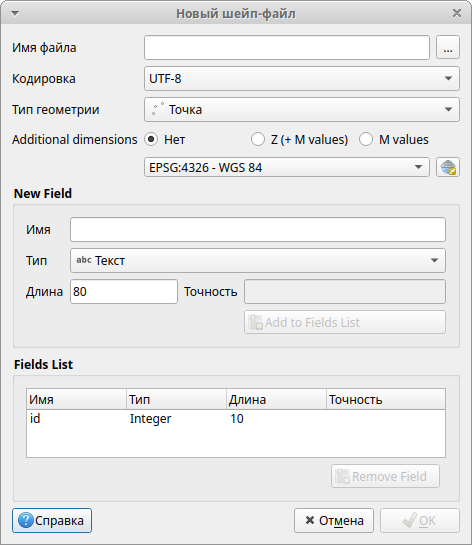 Новый шейп-файл
Имя файла
...
Кодировка UTF-8
Тип геометрии Точка
Additional dimensions Нет Z (+ M values) M values
EPSG:4326 - WGS 84
New Field
Имя
Тип abc Текст
Длина 80 Точность
Add to Fields List
Fields List
Имя Тип Длина Точность
id Integer 10
Remove Field
? Справка Отмена OK